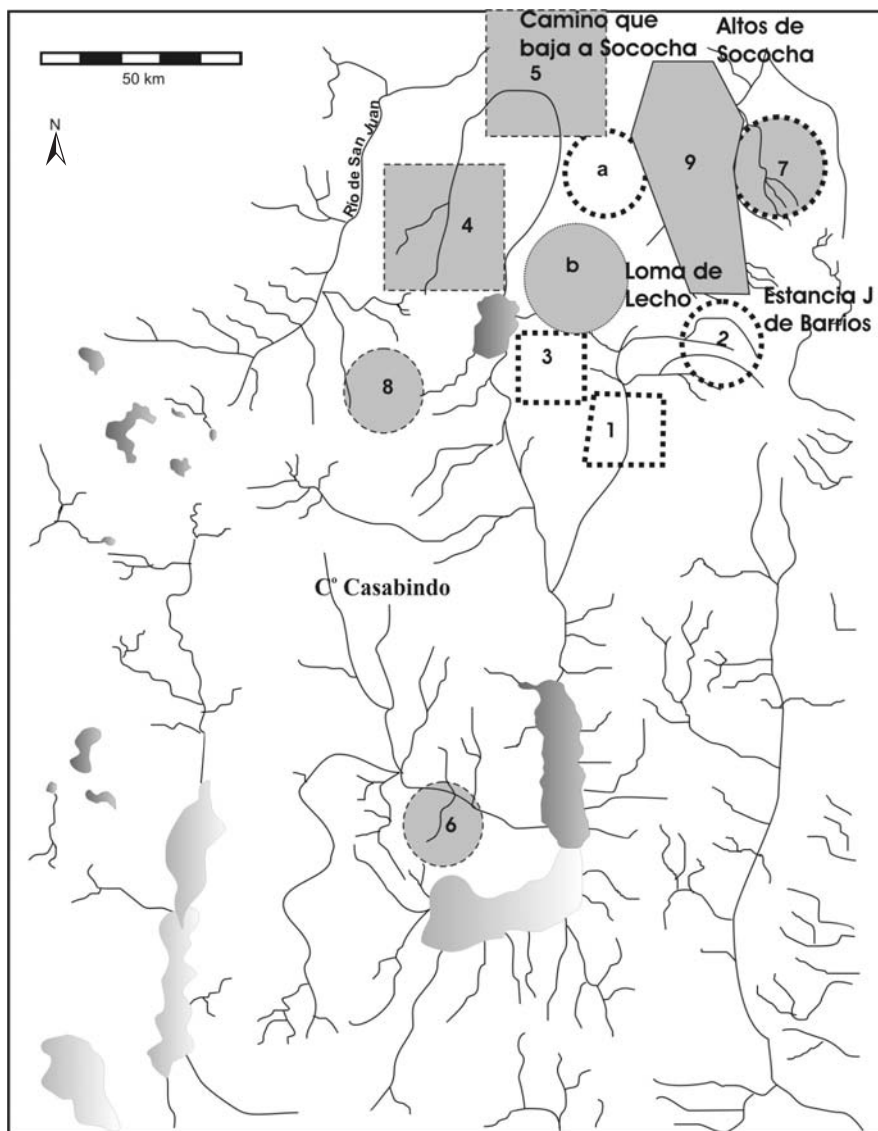 Camino que
baja a Sococha
Altos de
Sococha
50 km
N
Río de San Juan
5
a
9
7
4
b
Loma de
Lecho
Estancia J
de Barrios
2
3
8
1
Cº Casabindo
6